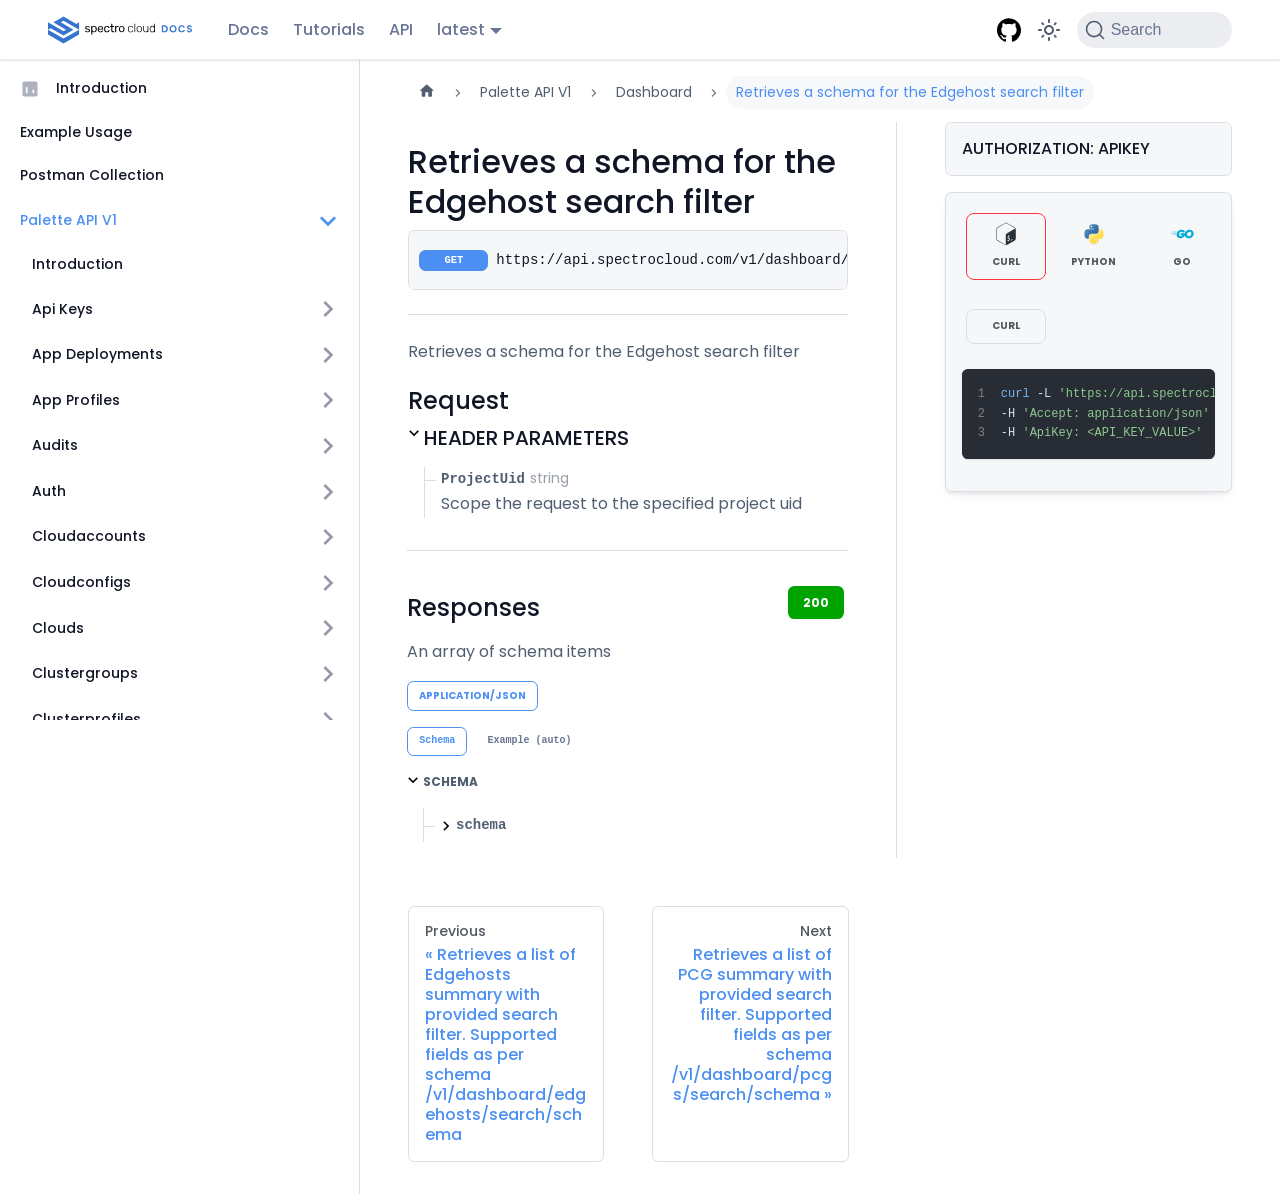 spectro cloud DOCS
Docs
Tutorials
API
latest
Search
Introduction
Example Usage
Postman Collection
Palette API V1
Introduction
Api Keys
App Deployments
App Profiles
Audits
Auth
Cloudaccounts
Cloudconfigs
Clouds
Clustergroups
Clusterprofiles
Palette API V1
Dashboard
Retrieves a schema for the Edgehost search filter
Retrieves a schema for the
Edgehost search filter
GET https://api.spectrocloud.com/v1/dashboard/
Retrieves a schema for the Edgehost search filter
Request
HEADER PARAMETERS
ProjectUid string
Scope the request to the specified project uid
Responses
200
An array of schema items
APPLICATION/JSON
Schema
Example (auto)
SCHEMA
schema
Previous
« Retrieves a list of
Edgehosts
summary with
provided search
filter. Supported
fields as per
schema
/v1/dashboard/edg
ehosts/search/sch
ema
Next
Retrieves a list of
PCG summary with
provided search
filter. Supported
fields as per
schema
/v1/dashboard/pcg
s/search/schema »
AUTHORIZATION: APIKEY
CURL
PYTHON
GO
CURL
1 curl -L 'https://api.spectrocl
2 -H 'Accept: application/json'
3 -H 'ApiKey: <API_KEY_VALUE>'